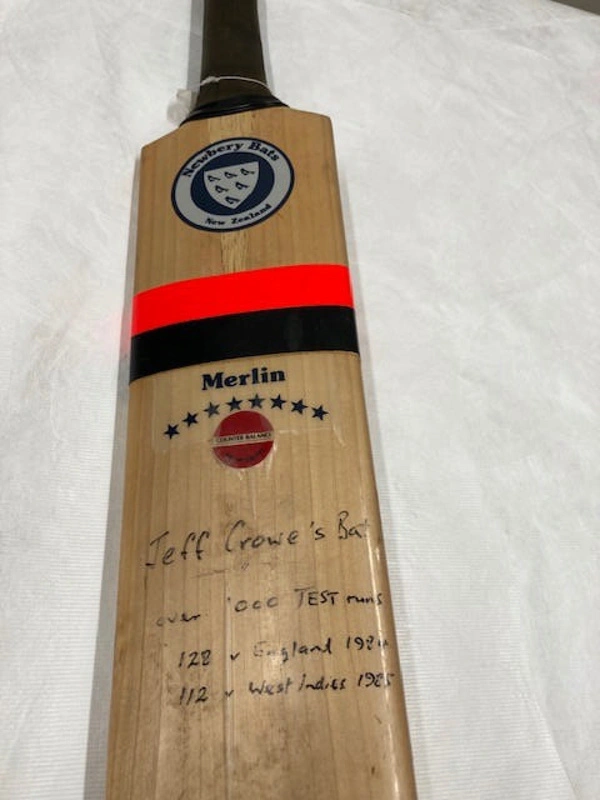 Newbery Bats
New Zealand
Merlin
COUNTER BALANCE
Jeff Crowe's Bat
over 1000 TEST runs
128 v England 1984
112 v West Indies 1985